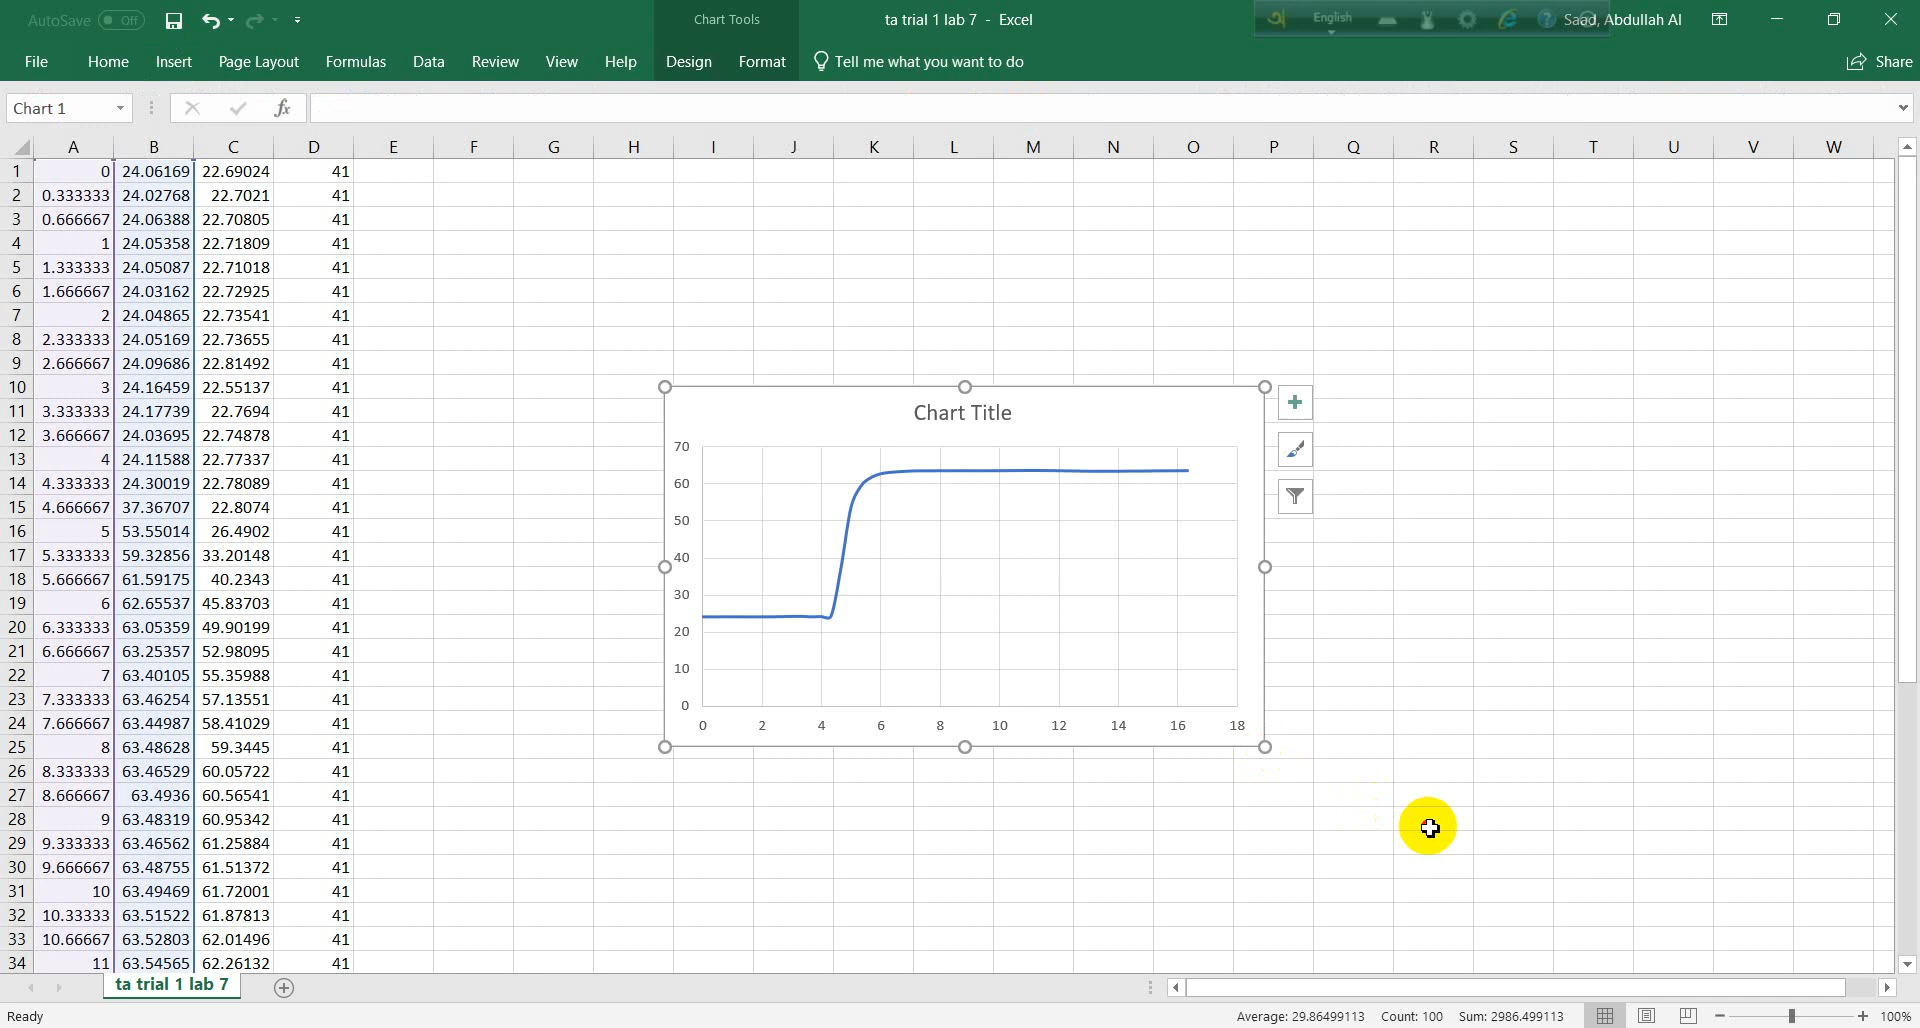 AutoSave Off
Chart Tools
ta trial 1 lab 7 - Excel
English
Saad, Abdullah Al
File Home Insert Page Layout Formulas Data Review View Help Design Format Tell me what you want to do Share
Chart 1 fx
A B C D E F G H I J K L M N O P Q R S T U V W
1 0 24.06169 22.69024 41
2 0.333333 24.02768 22.7021 41
3 0.666667 24.06388 22.70805 41
4 1 24.05358 22.71809 41
5 1.333333 24.05087 22.71018 41
6 1.666667 24.03162 22.72925 41
7 2 24.04865 22.73541 41
8 2.333333 24.05169 22.73655 41
9 2.666667 24.09686 22.81492 41
10 3 24.16459 22.55137 41
11 3.333333 24.17739 22.7694 41
12 3.666667 24.03695 22.74878 41
13 4 24.11588 22.77337 41
14 4.333333 24.30019 22.78089 41
15 4.666667 37.36707 22.8074 41
16 5 53.55014 26.4902 41
17 5.333333 59.32856 33.20148 41
18 5.666667 61.59175 40.2343 41
19 6 62.65537 45.83703 41
20 6.333333 63.05359 49.90199 41
21 6.666667 63.25357 52.98095 41
22 7 63.40105 55.35988 41
23 7.333333 63.46254 57.13551 41
24 7.666667 63.44987 58.41029 41
25 8 63.48628 59.3445 41
26 8.333333 63.46529 60.05722 41
27 8.666667 63.4936 60.56541 41
28 9 63.48319 60.95342 41
29 9.333333 63.46562 61.25884 41
30 9.666667 63.48755 61.51372 41
31 10 63.49469 61.72001 41
32 10.33333 63.51522 61.87813 41
33 10.66667 63.52803 62.01496 41
34 11 63.54565 62.26132 41
Chart Title
70
60
50
40
30
20
10
0
0 2 4 6 8 10 12 14 16 18
ta trial 1 lab 7
Ready
Average: 29.86499113 Count: 100 Sum: 2986.499113
100%